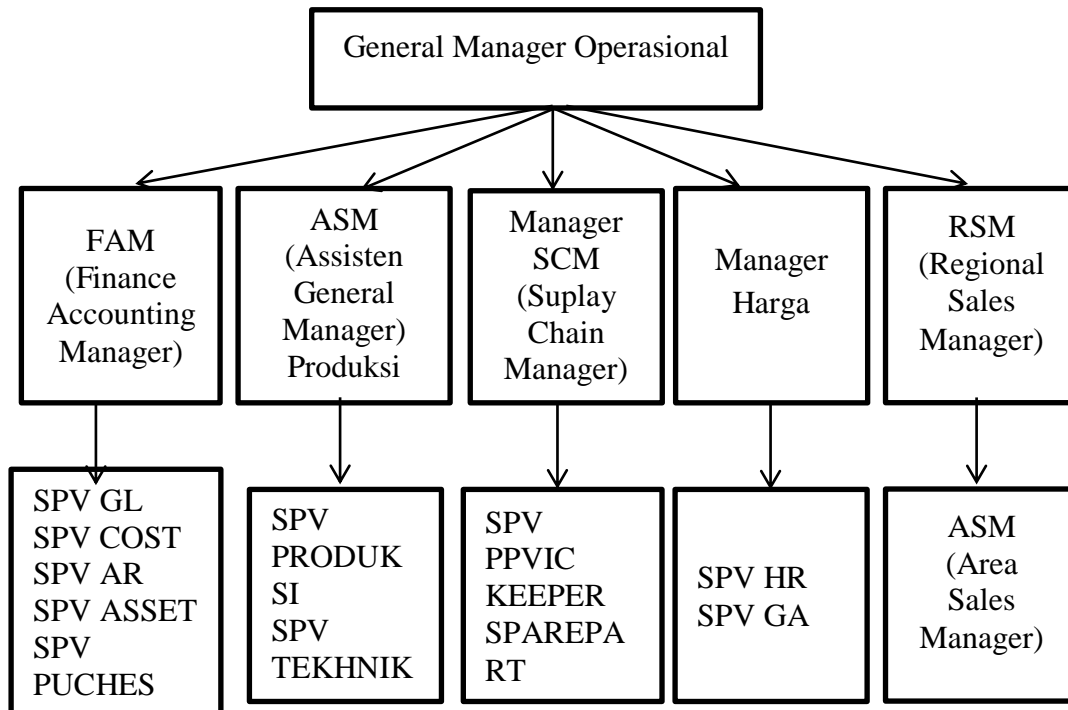 General Manager Operasional
FAM
(Finance
Accounting
Manager)
ASM
(Assisten
General
Manager)
Produksi
Manager
SCM
(Suplay
Chain
Manager)
Manager
Harga
RSM
(Regional
Sales
Manager)
SPV GL
SPV COST
SPV AR
SPV ASSET
SPV
PUCHES
SPV
PRODUK
SI
SPV
TEKHNIK
SPV
PPVIC
KEEPER
SPAREPA
RT
SPV HR
SPV GA
ASM
(Area
Sales
Manager)